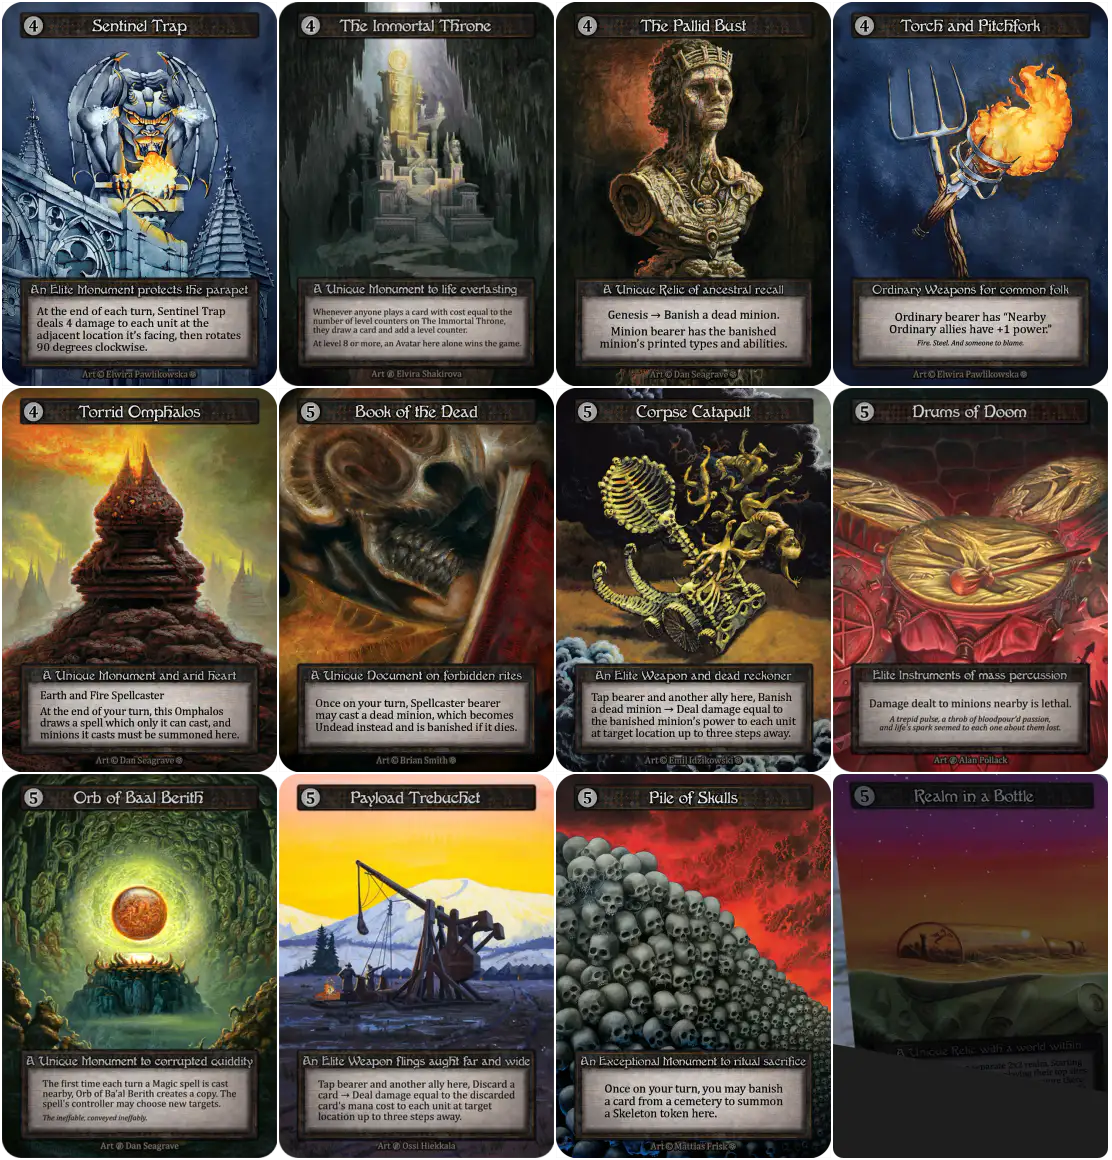 4
Sentinel Trap
An Elite Monument protects the parapet
At the end of each turn, Sentinel Trap
deals 4 damage to each unit at the
adjacent location it's facing, then rotates
90 degrees clockwise.
Art © Elwira Pawlikowska
4
The Immortal Throne
A Unique Monument to life everlasting
Whenever anyone plays a card with cost equal to the
number of level counters on The Immortal Throne,
they draw a card and add a level counter.
At level 8 or more, an Avatar here alone wins the game.
Art @ Elvira Shakirova
4
The Pallid Bust
A Unique Relic of ancestral recall
Genesis → Banish a dead minion.
Minion bearer has the banished
minion's printed types and abilities.
Art © Dan Seagrave
4
Torch and Pitchfork
Ordinary Weapons for common folk
Ordinary bearer has “Nearby
Ordinary allies have +1 power.”
Fire. Steel. And someone to blame.
Art © Elwira Pawlikowska
4
Torrid Omphalos
A Unique Monument and arid heart
Earth and Fire Spellcaster
At the end of your turn, this Omphalos
draws a spell which only it can cast, and
minions it casts must be summoned here.
Art © Dan Seagrave
5
Book of the Dead
A Unique Document on forbidden rites
Once on your turn, Spellcaster bearer
may cast a dead minion, which becomes
Undead instead and is banished if it dies.
Art © Brian Smith
5
Corpse Catapult
An Elite Weapon and dead reckoner
Tap bearer and another ally here, Banish
a dead minion → Deal damage equal to
the banished minion's power to each unit
at target location up to three steps away.
Art © Emil Idzikowski
5
Drums of Doom
Elite Instruments of mass percussion
Damage dealt to minions nearby is lethal.
A trepid pulse, a throb of bloodpour'd passion,
and life's spark seemed to each one about them lost.
Art @ Alan Pollack
5
Orb of Ba'al Berith
A Unique Monument to corrupted quiddity
The first time each turn a Magic spell is cast
nearby, Orb of Ba'al Berith creates a copy. The
spell's controller may choose new targets.
The ineffable, conveyed ineffably.
Art @ Dan Seagrave
5
Payload Trebuchet
An Elite Weapon flings aught far and wide
Tap bearer and another ally here, Discard a
card → Deal damage equal to the discarded
card's mana cost to each unit at target
location up to three steps away.
Art @ Ossi Hiekkala
5
Pile of Skulls
An Exceptional Monument to ritual sacrifice
Once on your turn, you may banish
a card from a cemetery to summon
a Skeleton token here.
Art © Mattias Frisk
5
Realm in a Bottle
A Unique Relic with a world within
separate 2x2 realm. Starting
their top